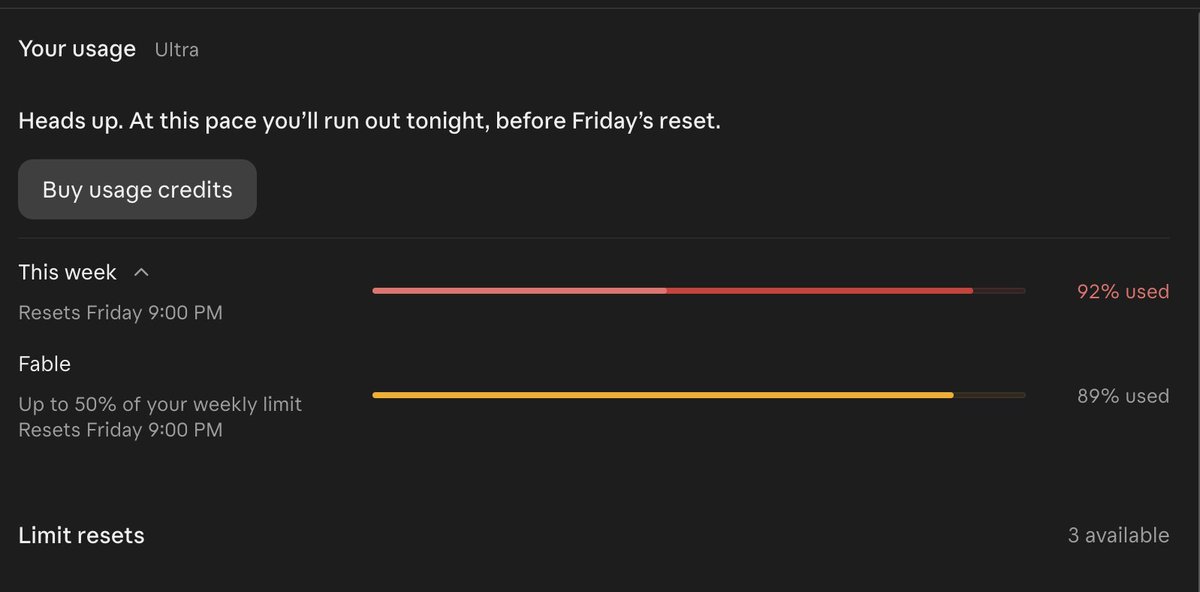 Your usage Ultra
Heads up. At this pace you’ll run out tonight, before Friday’s reset.
Buy usage credits
This week
92% used
Resets Friday 9:00 PM
Fable
Up to 50% of your weekly limit
89% used
Resets Friday 9:00 PM
Limit resets
3 available